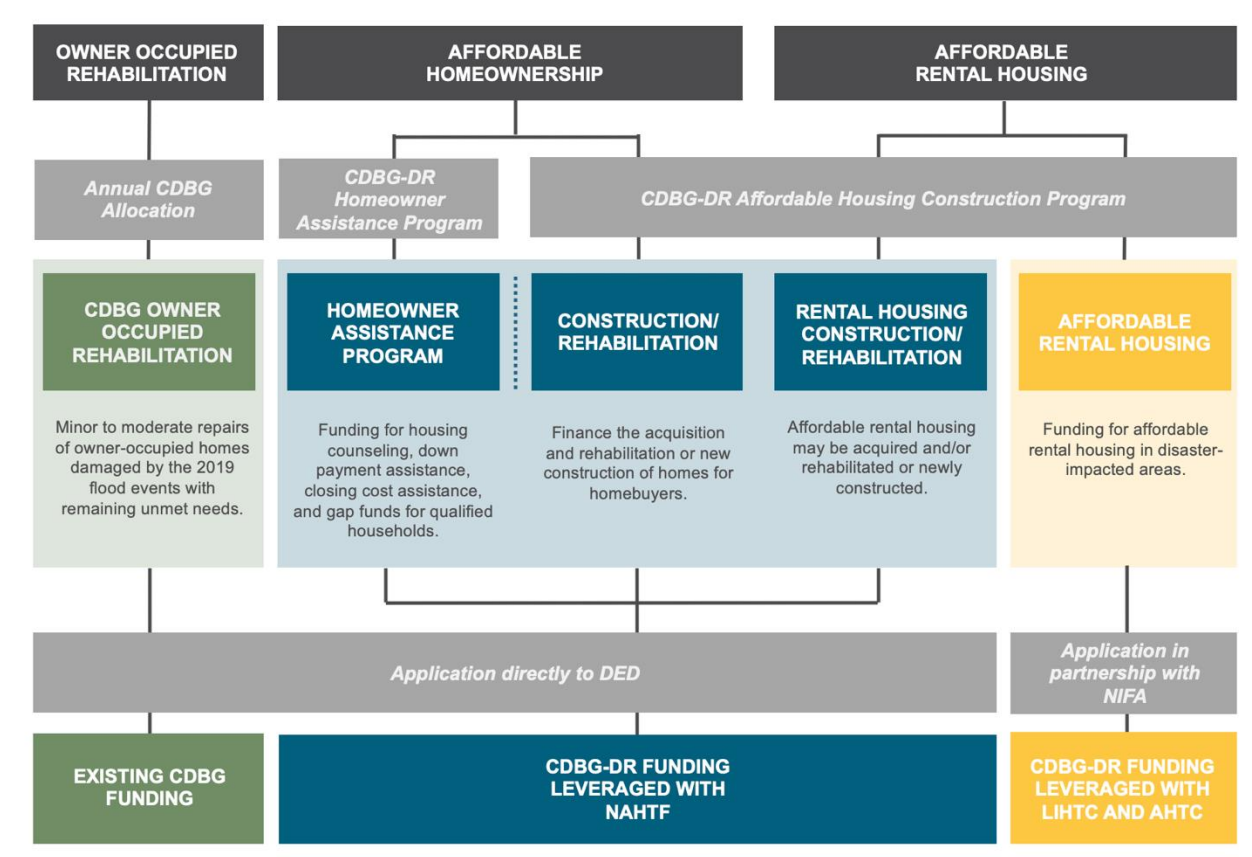 OWNER OCCUPIED
REHABILITATION
AFFORDABLE
HOMEOWNERSHIP
AFFORDABLE
RENTAL HOUSING
Annual CDBG
Allocation
CDBG-DR
Homeowner
Assistance Program
CDBG-DR Affordable Housing Construction Program
CDBG OWNER
OCCUPIED
REHABILITATION
HOMEOWNER
ASSISTANCE
PROGRAM
CONSTRUCTION/
REHABILITATION
RENTAL HOUSING
CONSTRUCTION/
REHABILITATION
AFFORDABLE
RENTAL HOUSING
Minor to moderate repairs
of owner-occupied homes
damaged by the 2019
flood events with
remaining unmet needs.
Funding for housing
counseling, down
payment assistance,
closing cost assistance,
and gap funds for qualified
households.
Finance the acquisition
and rehabilitation or new
construction of homes for
homebuyers.
Affordable rental housing
may be acquired and/or
rehabilitated or newly
constructed.
Funding for affordable
rental housing in disaster-
impacted areas.
Application directly to DED
Application in
partnership with
NIFA
EXISTING CDBG
FUNDING
CDBG-DR FUNDING
LEVERAGED WITH
NAHTF
CDBG-DR FUNDING
LEVERAGED WITH
LIHTC AND AHTC